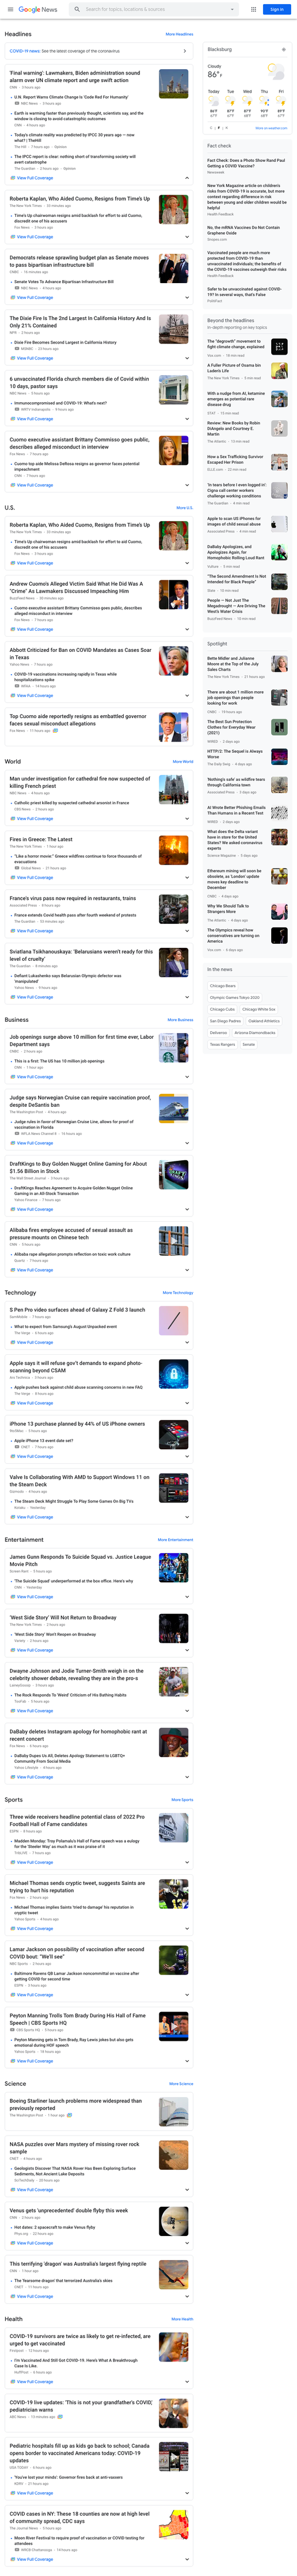 Google News
Search for topics, locations & sources
Sign in
Headlines
More Headlines
COVID-19 news: See the latest coverage of the coronavirus
'Final warning': Lawmakers, Biden administration sound
alarm over UN climate report and urge swift action
CNN · 3 hours ago
U.N. Report Warns Climate Change Is 'Code Red For Humanity'
NBC News · 5 hours ago
Earth is warming faster than previously thought, scientists say, and the
window is closing to avoid catastrophic outcomes
CNN · 4 hours ago
Today's climate reality was predicted by IPCC 30 years ago — now
what? | TheHill
The Hill · 7 hours ago · Opinion
The IPCC report is clear: nothing short of transforming society will
avert catastrophe
The Guardian · 2 hours ago · Opinion
View Full Coverage
Roberta Kaplan, Who Aided Cuomo, Resigns from Time's Up
The New York Times · 33 minutes ago
Time's Up chairwoman resigns amid backlash for effort to aid Cuomo,
discredit one of his accusers
Fox News · 3 hours ago
View Full Coverage
Democrats release sprawling budget plan as Senate moves
to pass bipartisan infrastructure bill
CNBC · 16 minutes ago
Senate Votes To Advance Bipartisan Infrastructure Bill
NBC News · 4 hours ago
View Full Coverage
The Dixie Fire Is The 2nd Largest In California History And Is
Only 21% Contained
NPR · 2 hours ago
Dixie Fire Becomes Second Largest in California History
MSNBC · 23 hours ago
View Full Coverage
6 unvaccinated Florida church members die of Covid within
10 days, pastor says
NBC News · 5 hours ago
Immunocompromised and COVID-19: What's next?
WPTV Indianapolis · 9 hours ago
View Full Coverage
Cuomo executive assistant Brittany Commisso goes public,
describes alleged misconduct in interview
Fox News · 7 hours ago
Cuomo top aide Melissa DeRosa resigns as governor faces potential
impeachment
CNN · 7 hours ago
View Full Coverage
U.S.
More U.S.
Roberta Kaplan, Who Aided Cuomo, Resigns from Time's Up
The New York Times · 33 minutes ago
Time's Up chairwoman resigns amid backlash for effort to aid Cuomo,
discredit one of his accusers
Fox News · 3 hours ago
View Full Coverage
Andrew Cuomo's Alleged Victim Said What He Did Was A
"Crime" As Lawmakers Discussed Impeaching Him
BuzzFeed News · 40 minutes ago
Cuomo executive assistant Brittany Commisso goes public, describes
alleged misconduct in interview
Fox News · 7 hours ago
View Full Coverage
Abbott Criticized for Ban on COVID Mandates as Cases Soar
in Texas
Yahoo News · 7 hours ago
COVID-19 vaccinations increasing rapidly in Texas while
hospitalizations spike
WFAA · 14 hours ago
View Full Coverage
Top Cuomo aide reportedly resigns as embattled governor
faces sexual misconduct allegations
Fox News · 11 hours ago
World
More World
Man under investigation for cathedral fire now suspected of
killing French priest
NBC News · 4 hours ago
Catholic priest killed by suspected cathedral arsonist in France
CBS News · 2 hours ago
View Full Coverage
Fires in Greece: The Latest
The New York Times · 1 hour ago
"Like a horror movie:" Greece wildfires continue to force thousands of
evacuations
Global News · 21 hours ago
View Full Coverage
France's virus pass now required in restaurants, trains
Associated Press · 5 hours ago
France extends Covid health pass after fourth weekend of protests
The Guardian · 23 minutes ago
View Full Coverage
Sviatlana Tsikhanouskaya: 'Belarusians weren't ready for this
level of cruelty'
The Guardian · 8 minutes ago
Defiant Lukashenko says Belarusian Olympic defector was
'manipulated'
Yahoo News · 9 hours ago
View Full Coverage
Business
More Business
Job openings surge above 10 million for first time ever, Labor
Department says
CNBC · 2 hours ago
This is a first: The US has 10 million job openings
CNN · 1 hour ago
View Full Coverage
Judge says Norwegian Cruise can require vaccination proof,
despite DeSantis ban
The Washington Post · 4 hours ago
Judge rules in favor of Norwegian Cruise Line, allows for proof of
vaccination in Florida
WPLG News Channel 8 · 14 hours ago
View Full Coverage
DraftKings to Buy Golden Nugget Online Gaming for About
$1.56 Billion in Stock
The Wall Street Journal · 5 hours ago
DraftKings Reaches Agreement to Acquire Golden Nugget Online
Gaming in an All-Stock Transaction
Yahoo Finance · 7 hours ago
View Full Coverage
Alibaba fires employee accused of sexual assault as
pressure mounts on Chinese tech
CNN · 5 hours ago
Alibaba rape allegation prompts reflection on toxic work culture
Quartz · 7 hours ago
View Full Coverage
Technology
More Technology
S Pen Pro video surfaces ahead of Galaxy Z Fold 3 launch
SamMobile · 7 hours ago
What to expect from Samsung's August Unpacked event
The Verge · 6 hours ago
View Full Coverage
Apple says it will refuse gov't demands to expand photo-
scanning beyond CSAM
Ars Technica · 3 hours ago
Apple pushes back against child abuse scanning concerns in new FAQ
The Verge · 8 hours ago
View Full Coverage
iPhone 13 purchase planned by 44% of US iPhone owners
9to5Mac · 3 hours ago
Apple iPhone 13 event date set?
CNET · 7 hours ago
View Full Coverage
Valve Is Collaborating With AMD to Support Windows 11 on
the Steam Deck
Gizmodo · 8 hours ago
The Steam Deck Might Struggle To Play Some Games On Big TVs
Kotaku · Yesterday
View Full Coverage
Entertainment
More Entertainment
James Gunn Responds To Suicide Squad vs. Justice League
Movie Pitch
Screen Rant · 5 hours ago
'The Suicide Squad' underperformed at the box office. Here's why
CNN · Yesterday
View Full Coverage
'West Side Story' Will Not Return to Broadway
The New York Times · 2 hours ago
'West Side Story' Won't Reopen on Broadway
Variety · 2 hours ago
View Full Coverage
Dwayne Johnson and Jodie Turner-Smith weigh in on the
celebrity shower debate, revealing they are in the pro-s
LaineyGossip · 3 hours ago
The Rock Responds To 'Weird' Criticism of His Bathing Habits
TooFab · 3 hours ago
View Full Coverage
DaBaby deletes Instagram apology for homophobic rant at
recent concert
Fox News · 6 hours ago
DaBaby Dupes Us All, Deletes Apology Statement to LGBTQ+
Community From Social Media
Yahoo Lifestyle · 8 hours ago
View Full Coverage
Sports
More Sports
Three wide receivers headline potential class of 2022 Pro
Football Hall of Fame candidates
ESPN · 8 hours ago
Madden Monday: Troy Polamalu's Hall of Fame speech was a eulogy
for the 'Steeler Way' as much as it was praise of it
TribLIVE · 7 hours ago
View Full Coverage
Michael Thomas sends cryptic tweet, suggests Saints are
trying to hurt his reputation
Fox News · 2 hours ago
Michael Thomas implies Saints 'tried to damage' his reputation in
cryptic tweet
Yahoo Sports · 4 hours ago
View Full Coverage
Lamar Jackson on possibility of vaccination after second
COVID bout: "We'll see"
NBC Sports · 3 hours ago
Baltimore Ravens QB Lamar Jackson noncommittal on vaccine after
getting COVID for second time
ESPN · 3 hours ago
View Full Coverage
Peyton Manning Trolls Tom Brady During His Hall of Fame
Speech | CBS Sports HQ
CBS Sports HQ · 3 hours ago
Peyton Manning gets in Tom Brady, Ray Lewis jokes but also gets
emotional during HOF speech
Yahoo Sports · 18 hours ago
View Full Coverage
Science
More Science
Boeing Starliner launch problems more widespread than
previously reported
The Washington Post · 1 hour ago
NASA puzzles over Mars mystery of missing rover rock
sample
CNET · 4 hours ago
Geologists Discover That NASA Rover Has Been Exploring Surface
Sediments, Not Ancient Lake Deposits
SciTechDaily · 20 hours ago
View Full Coverage
Venus gets 'unprecedented' double flyby this week
CNN · 3 hours ago
Hot dates: 2 spacecraft to make Venus flyby
Phys.org · 22 hours ago
View Full Coverage
This terrifying 'dragon' was Australia's largest flying reptile
CNN · 1 hour ago
The 'fearsome dragon' that terrorized Australia's skies
CNET · 11 hours ago
View Full Coverage
Health
More Health
COVID-19 survivors are twice as likely to get re-infected, are
urged to get vaccinated
Firstpost · 12 hours ago
I'm Vaccinated And Still Got COVID-19. Here's What A Breakthrough
Case Is Like.
HuffPost · 6 hours ago
View Full Coverage
COVID-19 live updates: 'This is not your grandfather's COVID,'
pediatrician warns
ABC News · 13 minutes ago
Pediatric hospitals fill up as kids go back to school; Canada
opens border to vaccinated Americans today: COVID-19
updates
USA TODAY · 6 hours ago
'You've lost your minds': Governor fires back at anti-vaxxers
KDRV · 21 hours ago
View Full Coverage
COVID cases in NY: These 18 counties are now at high level
of community spread, CDC says
The Journal News · 5 hours ago
Moon River Festival to require proof of vaccination or COVID testing for
attendees
WRCB Chattanooga · 14 hours ago
View Full Coverage
Blacksburg
Cloudy
86°F
Today Tue Wed Thu Fri
More on weather.com
Fact check
Fact Check: Does a Photo Show Rand Paul
Getting a COVID Vaccine?
Newsweek
New York Magazine article on children's
risks from COVID-19 is accurate, but more
context regarding difference in risk
between young and older children would be
helpful
Health Feedback
No, the mRNA Vaccines Do Not Contain
Graphene Oxide
Snopes.com
Vaccinated people are much more
protected from COVID-19 than
unvaccinated individuals; the benefits of
the COVID-19 vaccines outweigh their risks
Health Feedback
Safer to be unvaccinated against COVID-
19? In several ways, that's False
PolitiFact
Beyond the headlines
In-depth reporting on key topics
The "degrowth" movement to
fight climate change, explained
Vox.com · 18 min read
A Fuller Picture of Osama bin
Laden's Life
The New York Times · 5 min read
With a nudge from AI, ketamine
emerges as potential rare
disease drug
STAT · 13 min read
Review: New Books by Robin
DiAngelo and Courtney E.
Martin
The Atlantic · 13 min read
How a Sex Trafficking Survivor
Escaped Her Prison
ELLE.com · 22 min read
'In tears before I even logged in':
Cigna call center workers
challenge working conditions
The Guardian · 6 min read
Apple to scan US iPhones for
images of child sexual abuse
Associated Press · 4 min read
DaBaby Apologizes, and
Apologizes Again, for
Homophobic Rolling Loud Rant
Vulture · 5 min read
"The Second Amendment Is Not
Intended for Black People"
Slate · 35 min read
People — Not Just The
Megadrought — Are Driving The
West's Water Crisis
BuzzFeed News · 10 min read
Spotlight
Bette Midler and Julianne
Moore at the Top of the July
Sales Charts
The New York Times · 21 hours ago
There are about 1 million more
job openings than people
looking for work
CNBC · 9 hours ago
The Best Sun Protection
Clothes for Everyday Wear
(2021)
WIRED · 2 days ago
HTTP/2: The Sequel is Always
Worse
The Daily Swig · 4 days ago
'Nothing's safe' as wildfire tears
through California town
Associated Press · 3 days ago
AI Wrote Better Phishing Emails
Than Humans in a Recent Test
WIRED · 2 days ago
What does the Delta variant
have in store for the United
States? We asked coronavirus
experts
Science Magazine · 3 days ago
Ethereum mining will soon be
obsolete, as 'London' update
moves key deadline to
December
CNBC · 4 days ago
Why We Should Talk to
Strangers More
The Atlantic · 4 days ago
The Olympics reveal how
conservatives are turning on
America
Vox.com · 6 days ago
In the news
Chicago Bears
Olympic Games Tokyo 2020
Chicago Cubs
Chicago White Sox
San Diego Padres
Oakland Athletics
Delivered
Arizona Diamondbacks
Texas Rangers
Senate